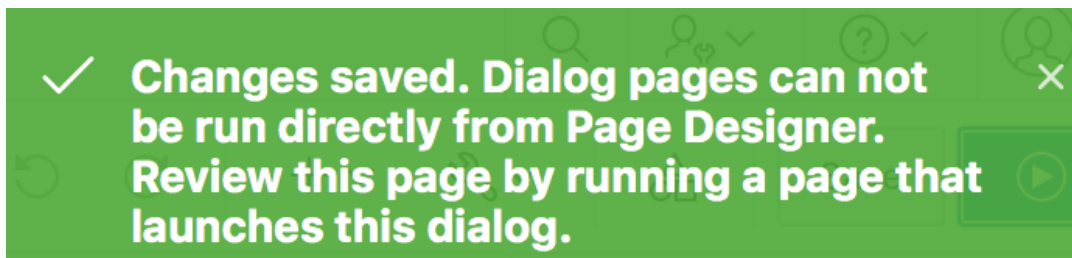 Changes saved. Dialog pages can not
be run directly from Page Designer.
Review this page by running a page that
launches this dialog.